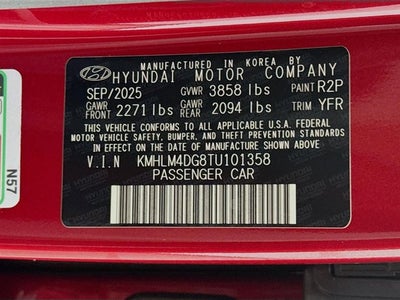 MANUFACTURED IN KOREA BY
HYUNDAI MOTOR COMPANY
SEP/2025 GVWR 3858 lbs PAINT R2P
GAWR FRONT 2271 lbs GAWR REAR 2094 lbs TRIM YFR
THIS VEHICLE CONFORMS TO ALL APPLICABLE U.S.A. FEDERAL
MOTOR VEHICLE SAFETY, BUMPER, AND THEFT PREVENTION STANDARDS
IN EFFECT ON THE DATE OF MANUFACTURE SHOWN ABOVE.
V.I.N KMHLM4DG8TU101358
PASSENGER CAR
N57